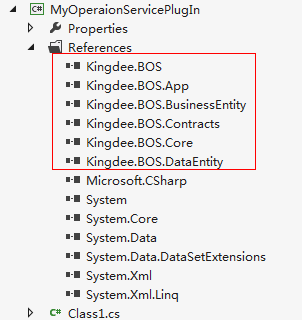 C# MyOperaionServicePlugIn
Properties
References
Kingdee.BOS
Kingdee.BOS.App
Kingdee.BOS.BusinessEntity
Kingdee.BOS.Contracts
Kingdee.BOS.Core
Kingdee.BOS.DataEntity
Microsoft.CSharp
System
System.Core
System.Data
System.Data.DataSetExtensions
System.Xml
System.Xml.Linq
C# Class1.cs